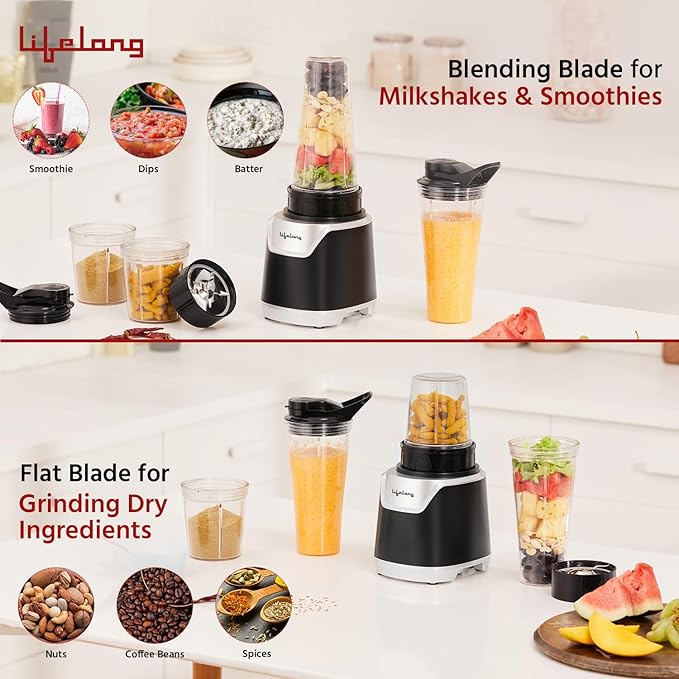 Lifelong
Blending Blade for
Milkshakes & Smoothies
Smoothie
Dips
Batter
Lifelong
Flat Blade for
Grinding Dry
Ingredients
Lifelong
Nuts
Coffee Beans
Spices